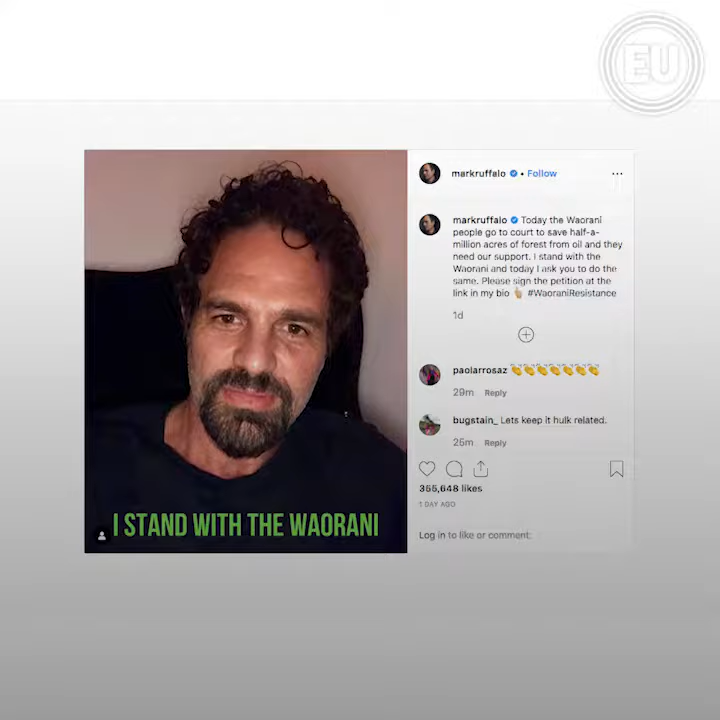 EU
markruffalo • Follow
markruffalo Today the Waorani
people go to court to save half-a-
million acres of forest from oil and they
need our support. I stand with the
Waorani and today I ask you to do the
same. Please sign the petition at the
link in my bio 👆🏼 #WaoraniResistance
1d
paolarrosaz 👏👏👏👏👏👏👏
29m Reply
bugstain_ Lets keep it hulk related.
25m Reply
355,648 likes
1 DAY AGO
Log in to like or comment.
I STAND WITH THE WAORANI